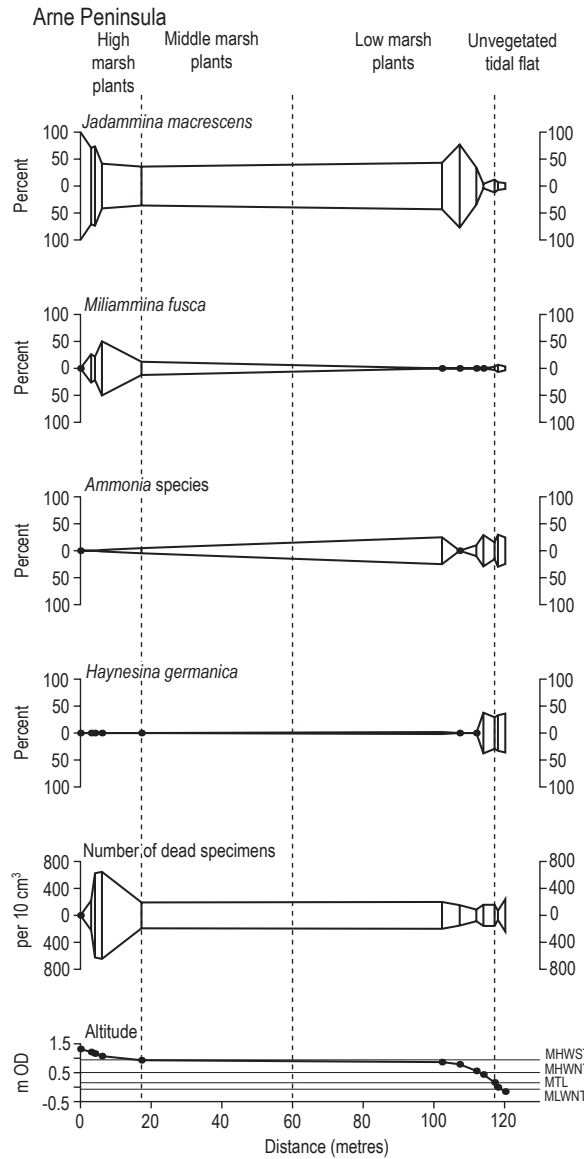 Arne Peninsula
High
marsh
plants
Middle marsh
plants
Low marsh
plants
Unvegetated
tidal flat
Jadammina macrescens
Percent
100
50
0
50
100
100
50
0
50
100
Miliammina fusca
Percent
100
50
0
50
100
100
50
0
50
100
Ammonia species
Percent
100
50
0
50
100
100
50
0
50
100
Haynesina germanica
Percent
100
50
0
50
100
100
50
0
50
100
Number of dead specimens
per 10 cm³
800
400
0
400
800
800
400
0
400
800
Altitude
m OD
1.5
0.5
-0.5
MHWST
MHWNT
MTL
MLWNT
0 20 40 60 80 100 120
Distance (metres)